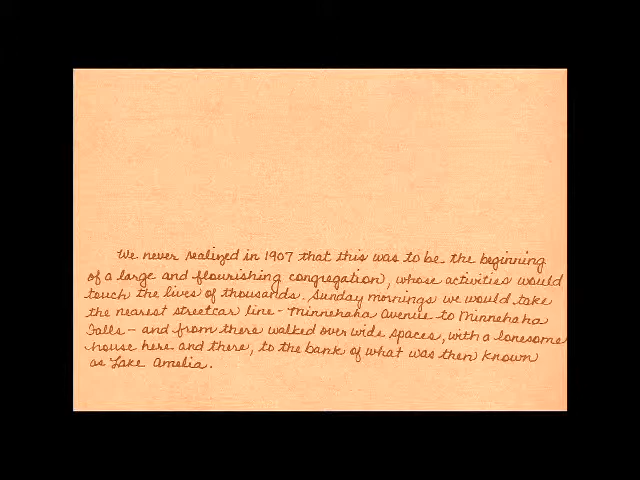 We never realized in 1907 that this was to be the beginning
of a large and flourishing congregation, whose activities would
touch the lives of thousands. Sunday mornings we would take
the nearest streetcar line - Minnehaha Avenue to Minnehaha
Falls - and from there walked over wide spaces, with a lonesome
house here and there, to the bank of what was then known
as Lake Amelia.